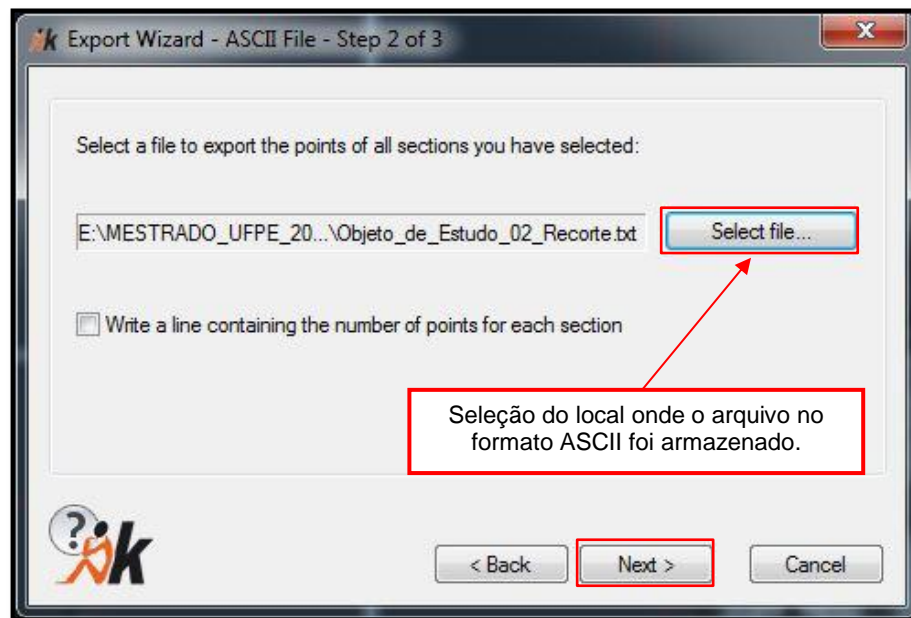 Export Wizard - ASCII File - Step 2 of 3
Select a file to export the points of all sections you have selected:
E:\MESTRADO_UFPE_20...\Objeto_de_Estudo_02_Recorte.txt
Select file...
Write a line containing the number of points for each section
Seleção do local onde o arquivo no
formato ASCII foi armazenado.
?
k
< Back
Next >
Cancel